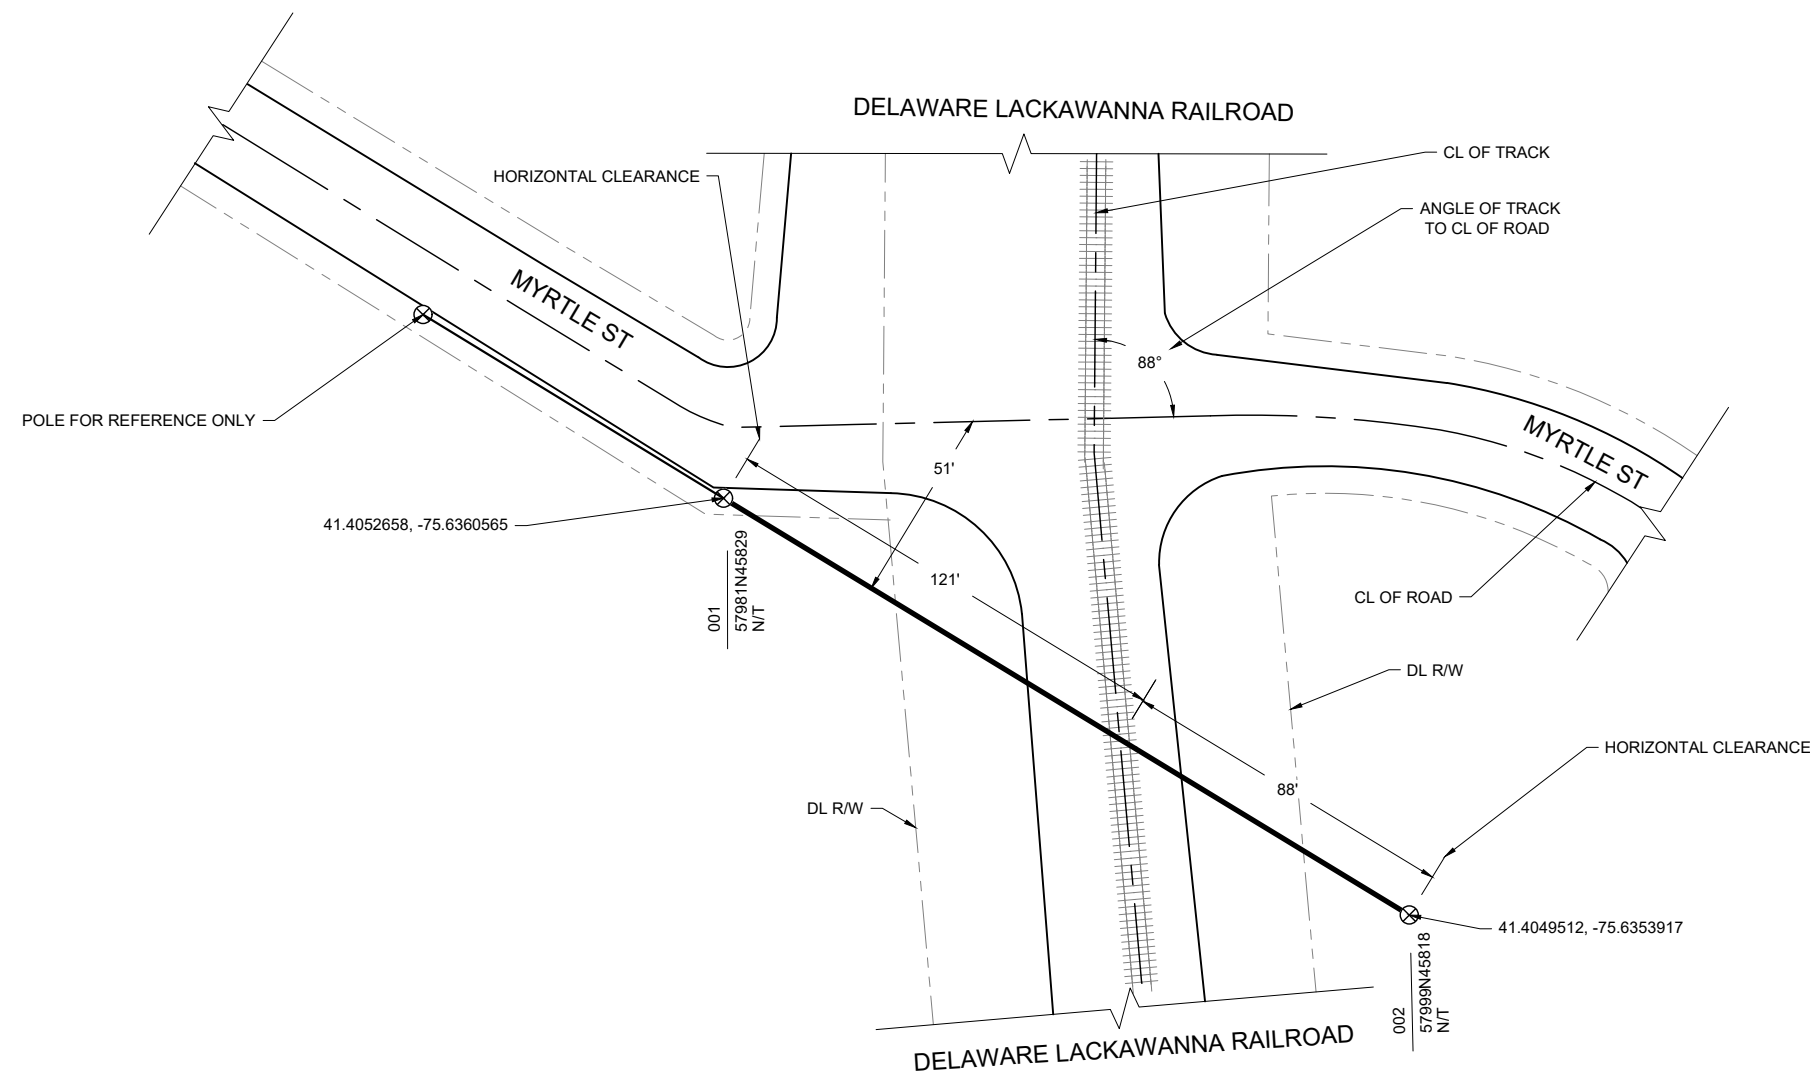 DELAWARE LACKAWANNA RAILROAD
CL OF TRACK
HORIZONTAL CLEARANCE
ANGLE OF TRACK
TO CL OF ROAD
MYRTLE ST
88°
POLE FOR REFERENCE ONLY
MYRTLE ST
51'
41.4052658, -75.6360565
121'
001
57981N45829
N/T
CL OF ROAD
DL R/W
HORIZONTAL CLEARANCE
88'
DL R/W
41.4049512, -75.6353917
002
57999N45818
N/T
DELAWARE LACKAWANNA RAILROAD